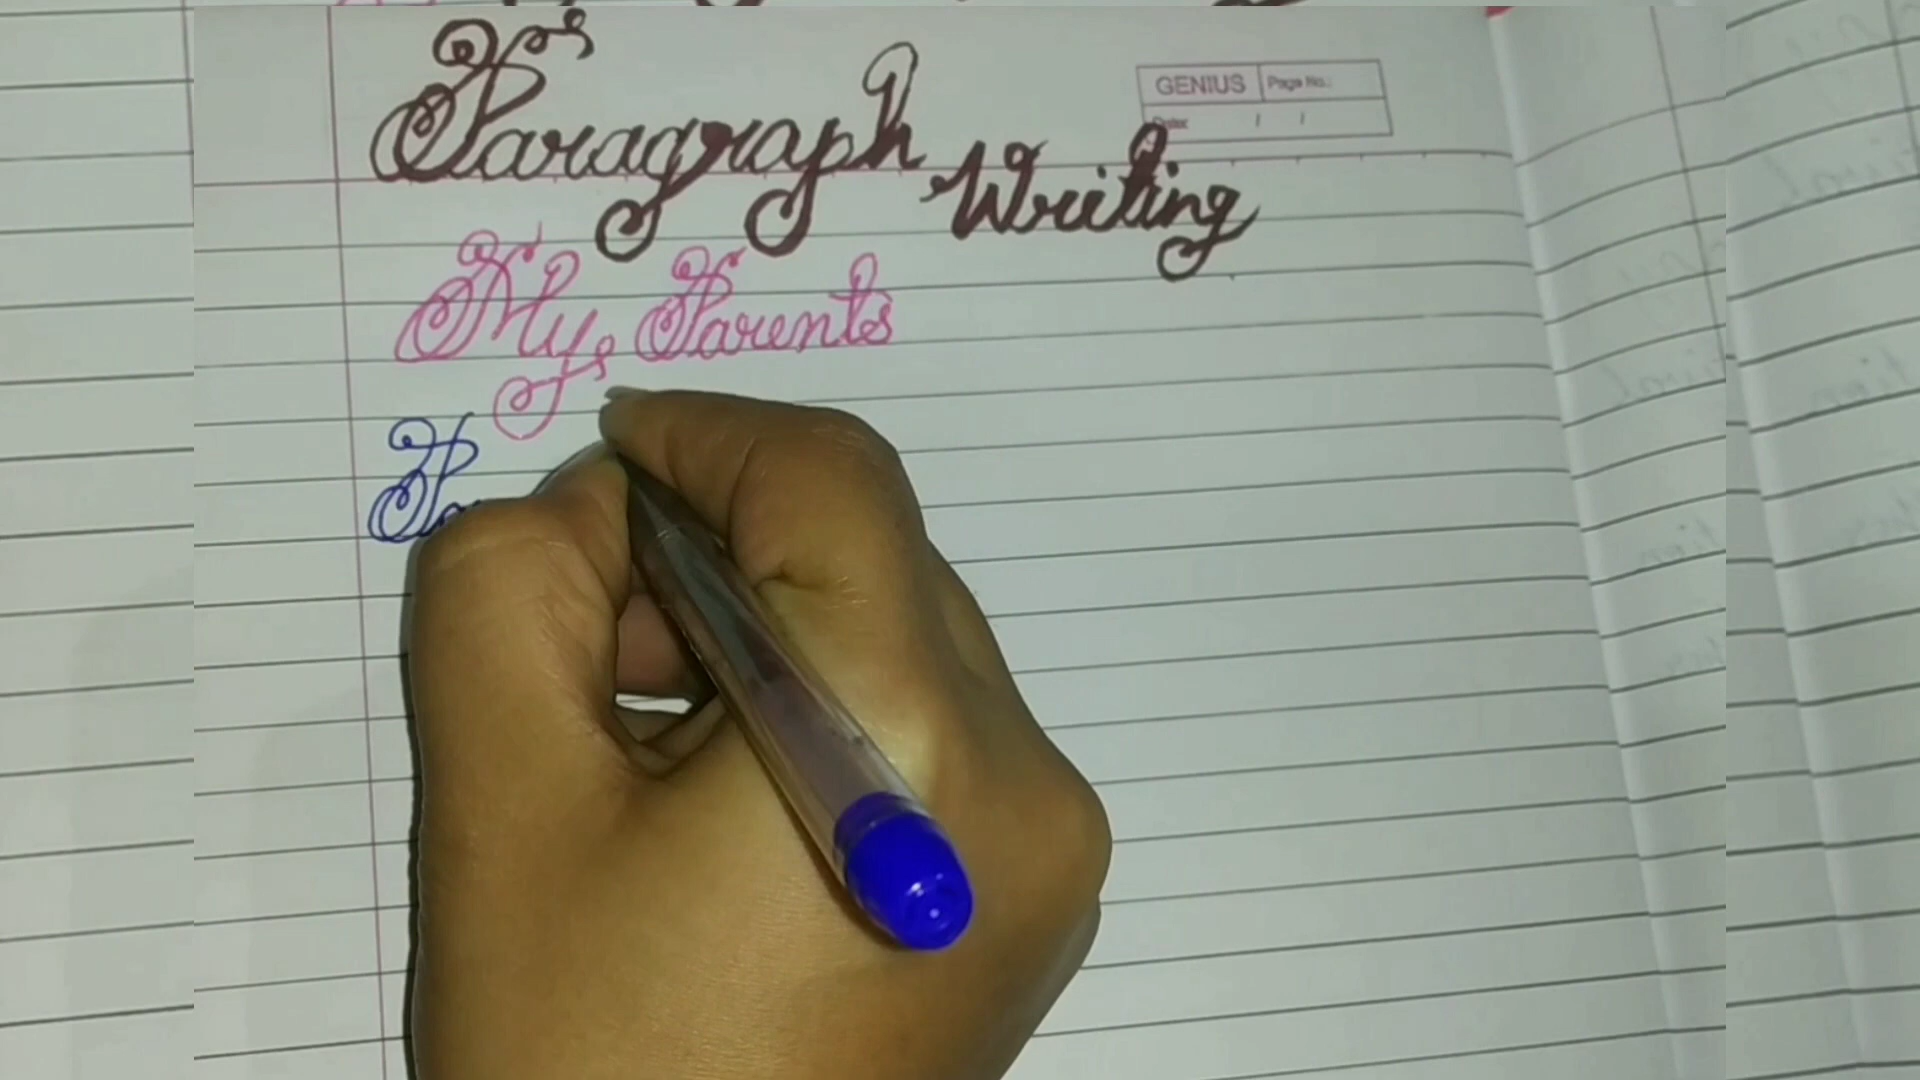 Paragraph Writing
GENIUS Page No.:
Date: / /
My Parents